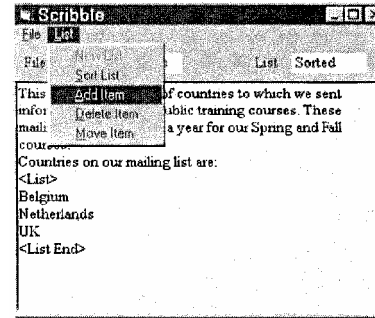 Scribble
File List
File New List List Sorted
Sort List
This Add Item of countries to which we sent
infor Delete Item ublic training courses. These
maili Move Item a year for our Spring and Fall
courses.
Countries on our mailing list are:
<List>
Belgium
Netherlands
UK
<List End>